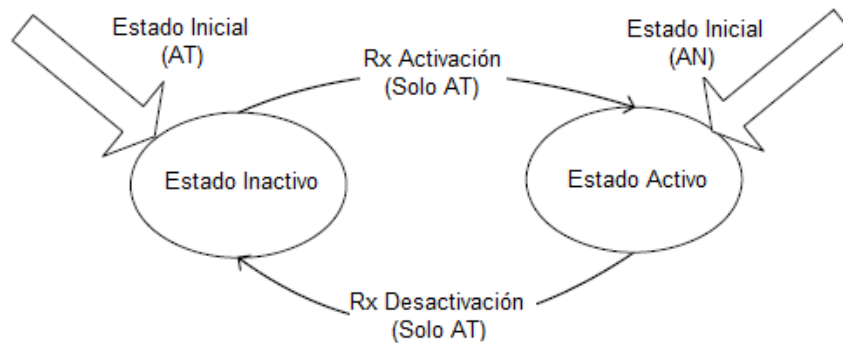 Estado Inicial
(AT)
Rx Activación
(Solo AT)
Estado Inicial
(AN)
Estado Inactivo
Estado Activo
Rx Desactivación
(Solo AT)